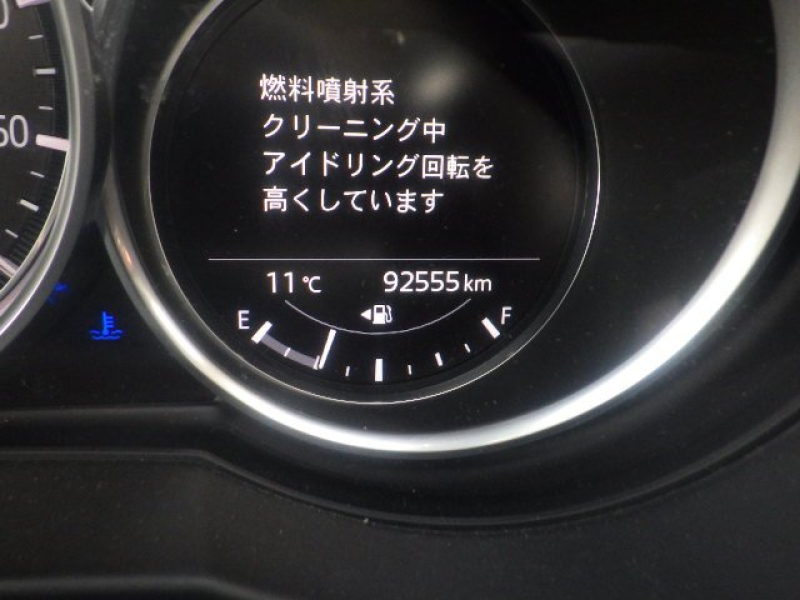 燃料噴射系
クリーニング中
アイドリング回転を
高くしています
11℃ 92555km
E F